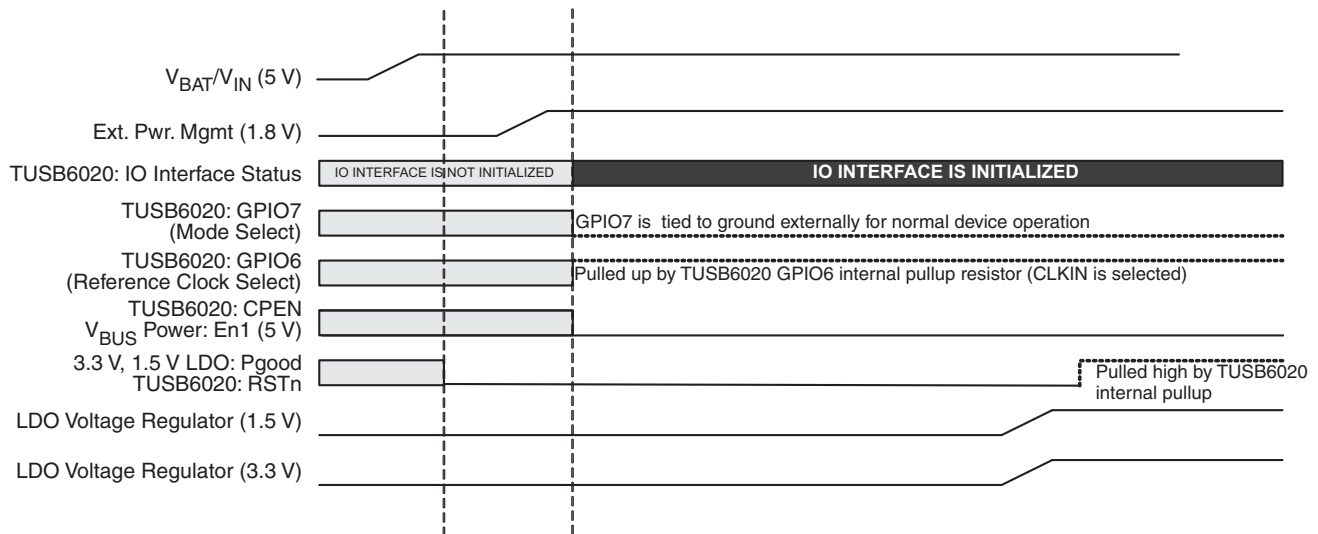 VBAT/VIN (5 V)
Ext. Pwr. Mgmt (1.8 V)
TUSB6020: IO Interface Status
IO INTERFACE IS NOT INITIALIZED
IO INTERFACE IS INITIALIZED
TUSB6020: GPIO7
(Mode Select)
GPIO7 is tied to ground externally for normal device operation
TUSB6020: GPIO6
(Reference Clock Select)
Pulled up by TUSB6020 GPIO6 internal pullup resistor (CLKIN is selected)
TUSB6020: CPEN
VBUS Power: En1 (5 V)
3.3 V, 1.5 V LDO: Pgood
TUSB6020: RSTn
Pulled high by TUSB6020
internal pullup
LDO Voltage Regulator (1.5 V)
LDO Voltage Regulator (3.3 V)